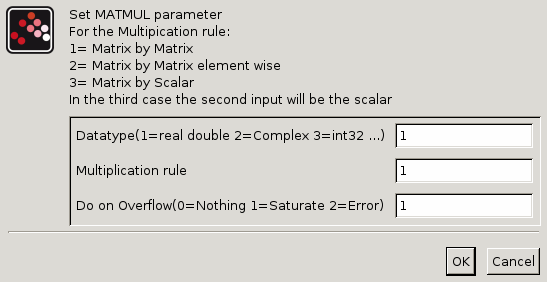 Set MATMUL parameter
For the Multipication rule:
1= Matrix by Matrix
2= Matrix by Matrix element wise
3= Matrix by Scalar
In the third case the second input will be the scalar
Datatype(1=real double 2=Complex 3=int32 ...) 1
Multiplication rule 1
Do on Overflow(0=Nothing 1=Saturate 2=Error) 1
OK Cancel